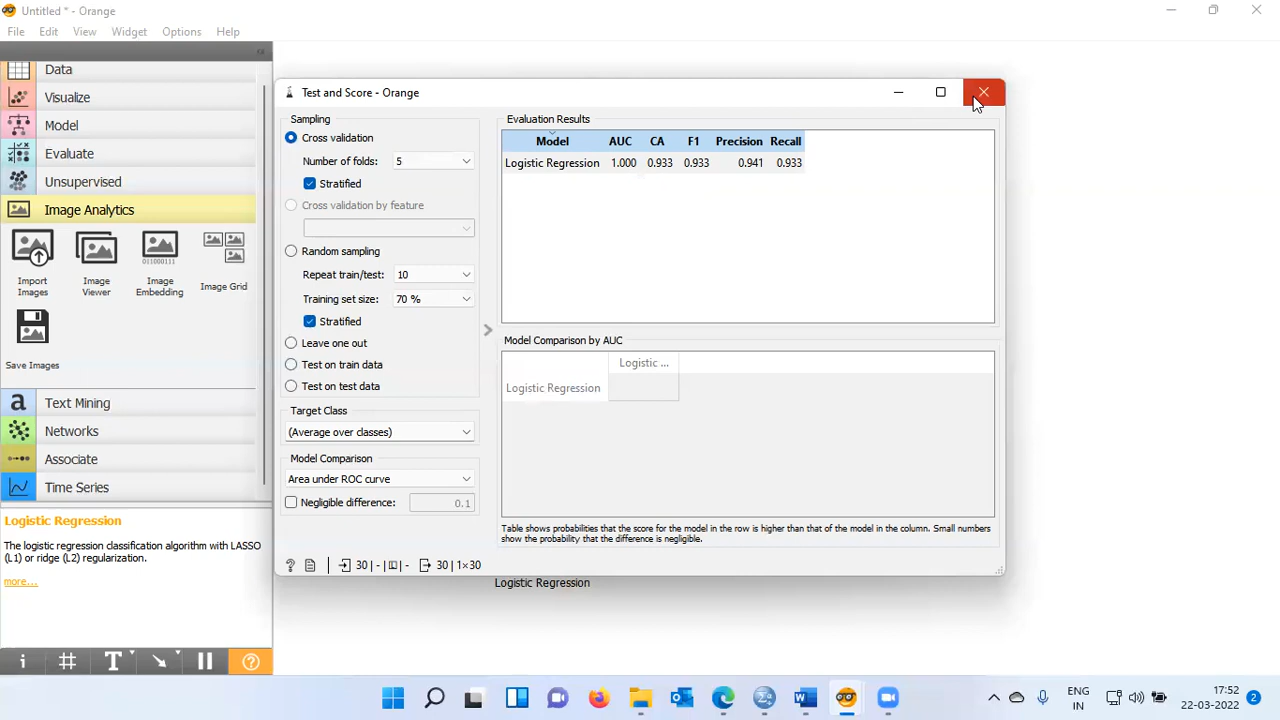 Untitled * - Orange
File Edit View Widget Options Help
Data
Visualize
Model
Evaluate
Unsupervised
Image Analytics
Import Images
Image Viewer
Image Embedding
Image Grid
Save Images
Text Mining
Networks
Associate
Time Series
Logistic Regression
The logistic regression classification algorithm with LASSO
(L1) or ridge (L2) regularization.
more...
Test and Score - Orange
Sampling
Cross validation
Number of folds: 5
Stratified
Cross validation by feature
Random sampling
Repeat train/test: 10
Training set size: 70 %
Stratified
Leave one out
Test on train data
Test on test data
Target Class
(Average over classes)
Model Comparison
Area under ROC curve
Negligible difference: 0.1
Evaluation Results
Model AUC CA F1 Precision Recall
Logistic Regression 1.000 0.933 0.933 0.941 0.933
Model Comparison by AUC
Logistic ...
Logistic Regression
Table shows probabilities that the score for the model in the row is higher than that of the model in the column. Small numbers
show the probability that the difference is negligible.
30 | - | - 30 | 1×30
Logistic Regression
ENG
IN
17:52
22-03-2022
2